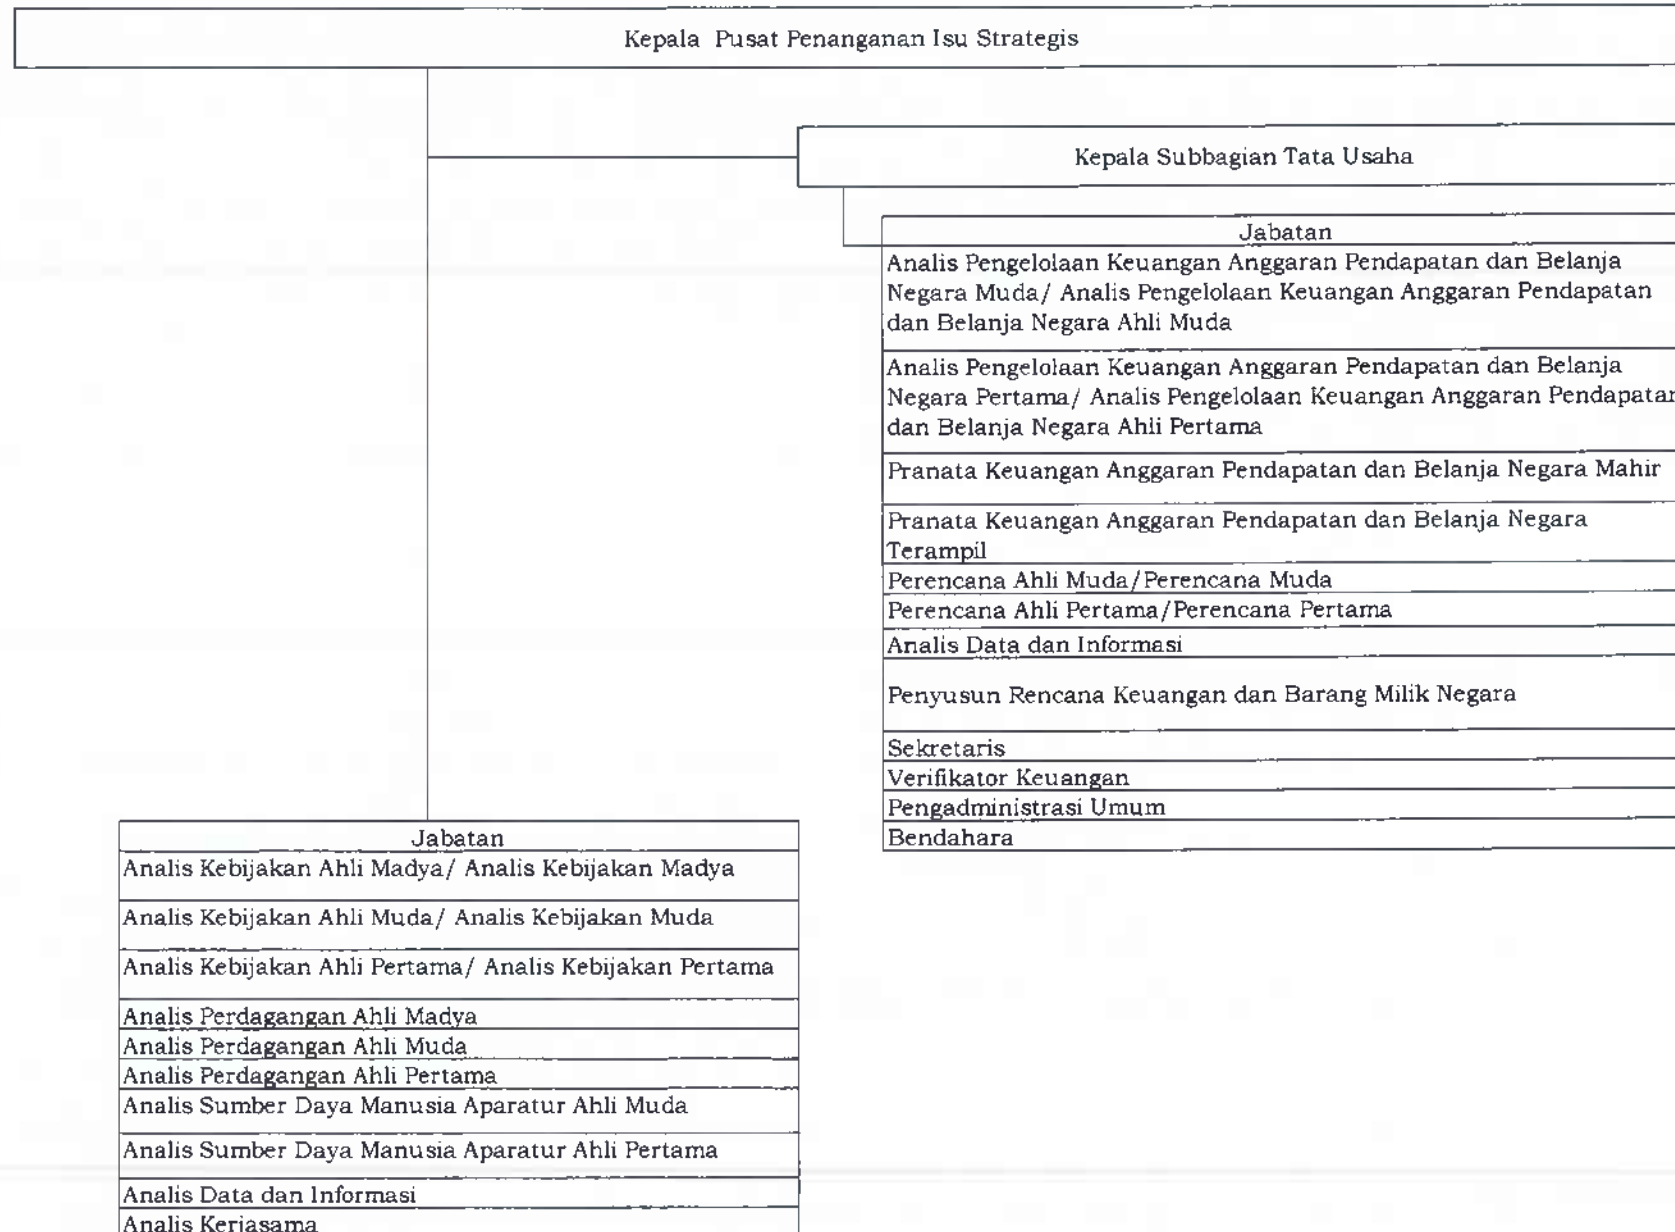 Kepala Pusat Penanganan Isu Strategis
Kepala Subbagian Tata Usaha
Jabatan
Analis Pengelolaan Keuangan Anggaran Pendapatan dan Belanja
Negara Muda/ Analis Pengelolaan Keuangan Anggaran Pendapatan
dan Belanja Negara Ahli Muda
Analis Pengelolaan Keuangan Anggaran Pendapatan dan Belanja
Negara Pertama/ Analis Pengelolaan Keuangan Anggaran Pendapatan
dan Belanja Negara Ahli Pertama
Pranata Keuangan Anggaran Pendapatan dan Belanja Negara Mahir
Pranata Keuangan Anggaran Pendapatan dan Belanja Negara
Terampil
Perencana Ahli Muda/Perencana Muda
Perencana Ahli Pertama/Perencana Pertama
Analis Data dan Informasi
Penyusun Rencana Keuangan dan Barang Milik Negara
Sekretaris
Verifikator Keuangan
Pengadministrasi Umum
Bendahara
Jabatan
Analis Kebijakan Ahli Madya/ Analis Kebijakan Madya
Analis Kebijakan Ahli Muda/ Analis Kebijakan Muda
Analis Kebijakan Ahli Pertama/ Analis Kebijakan Pertama
Analis Perdagangan Ahli Madya
Analis Perdagangan Ahli Muda
Analis Perdagangan Ahli Pertama
Analis Sumber Daya Manusia Aparatur Ahli Muda
Analis Sumber Daya Manusia Aparatur Ahli Pertama
Analis Data dan Informasi
Analis Kerjasama